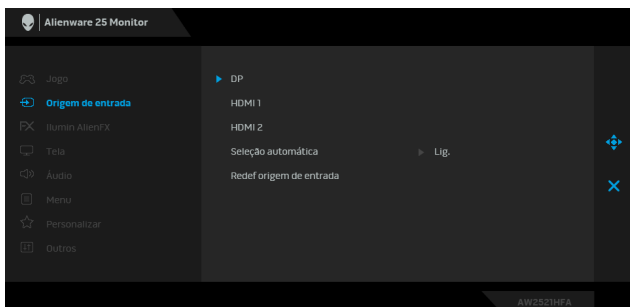 Alienware 25 Monitor
Jogo
Origem de entrada
FX Ilumin AlienFX
Tela
Áudio
Menu
Personalizar
Outros
DP
HDMI 1
HDMI 2
Seleção automática Lig.
Redef origem de entrada
AW2521HFA